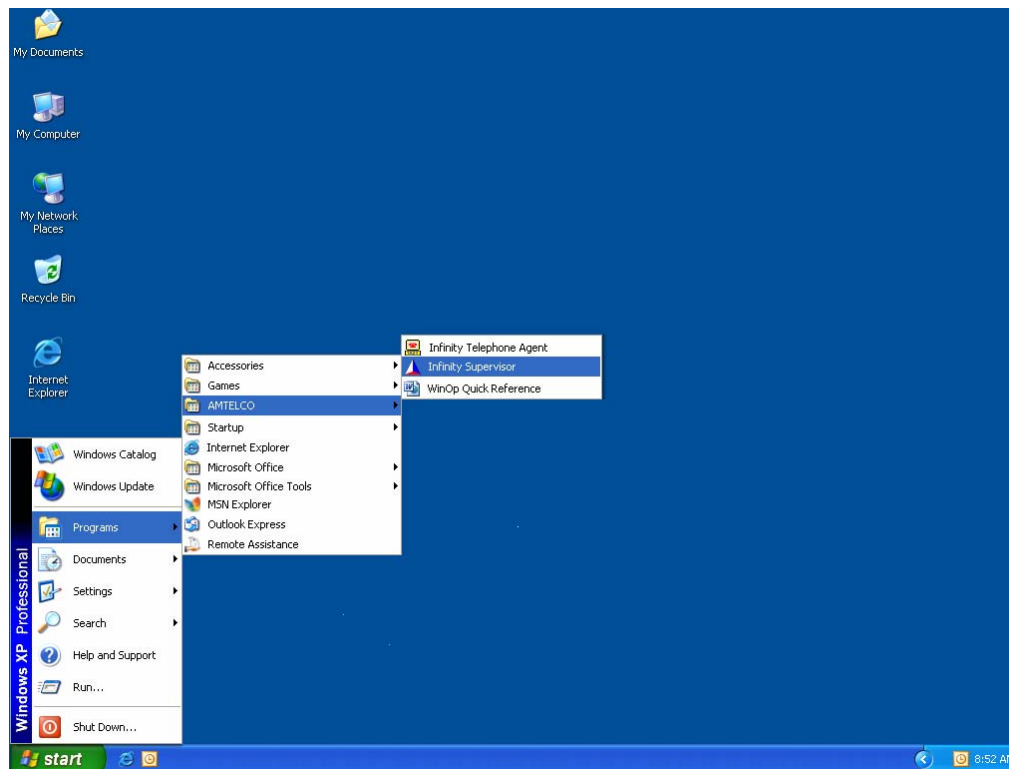 My Documents
My Computer
My Network
Places
Recycle Bin
Internet
Explorer
Windows Catalog
Windows Update
Programs
Documents
Settings
Search
Help and Support
Run...
Shut Down...
Windows XP Professional
Accessories
Games
AMTELCO
Startup
Internet Explorer
Microsoft Office
Microsoft Office Tools
MSN Explorer
Outlook Express
Remote Assistance
Infinity Telephone Agent
Infinity Supervisor
WinOp Quick Reference
start
8:52 AM